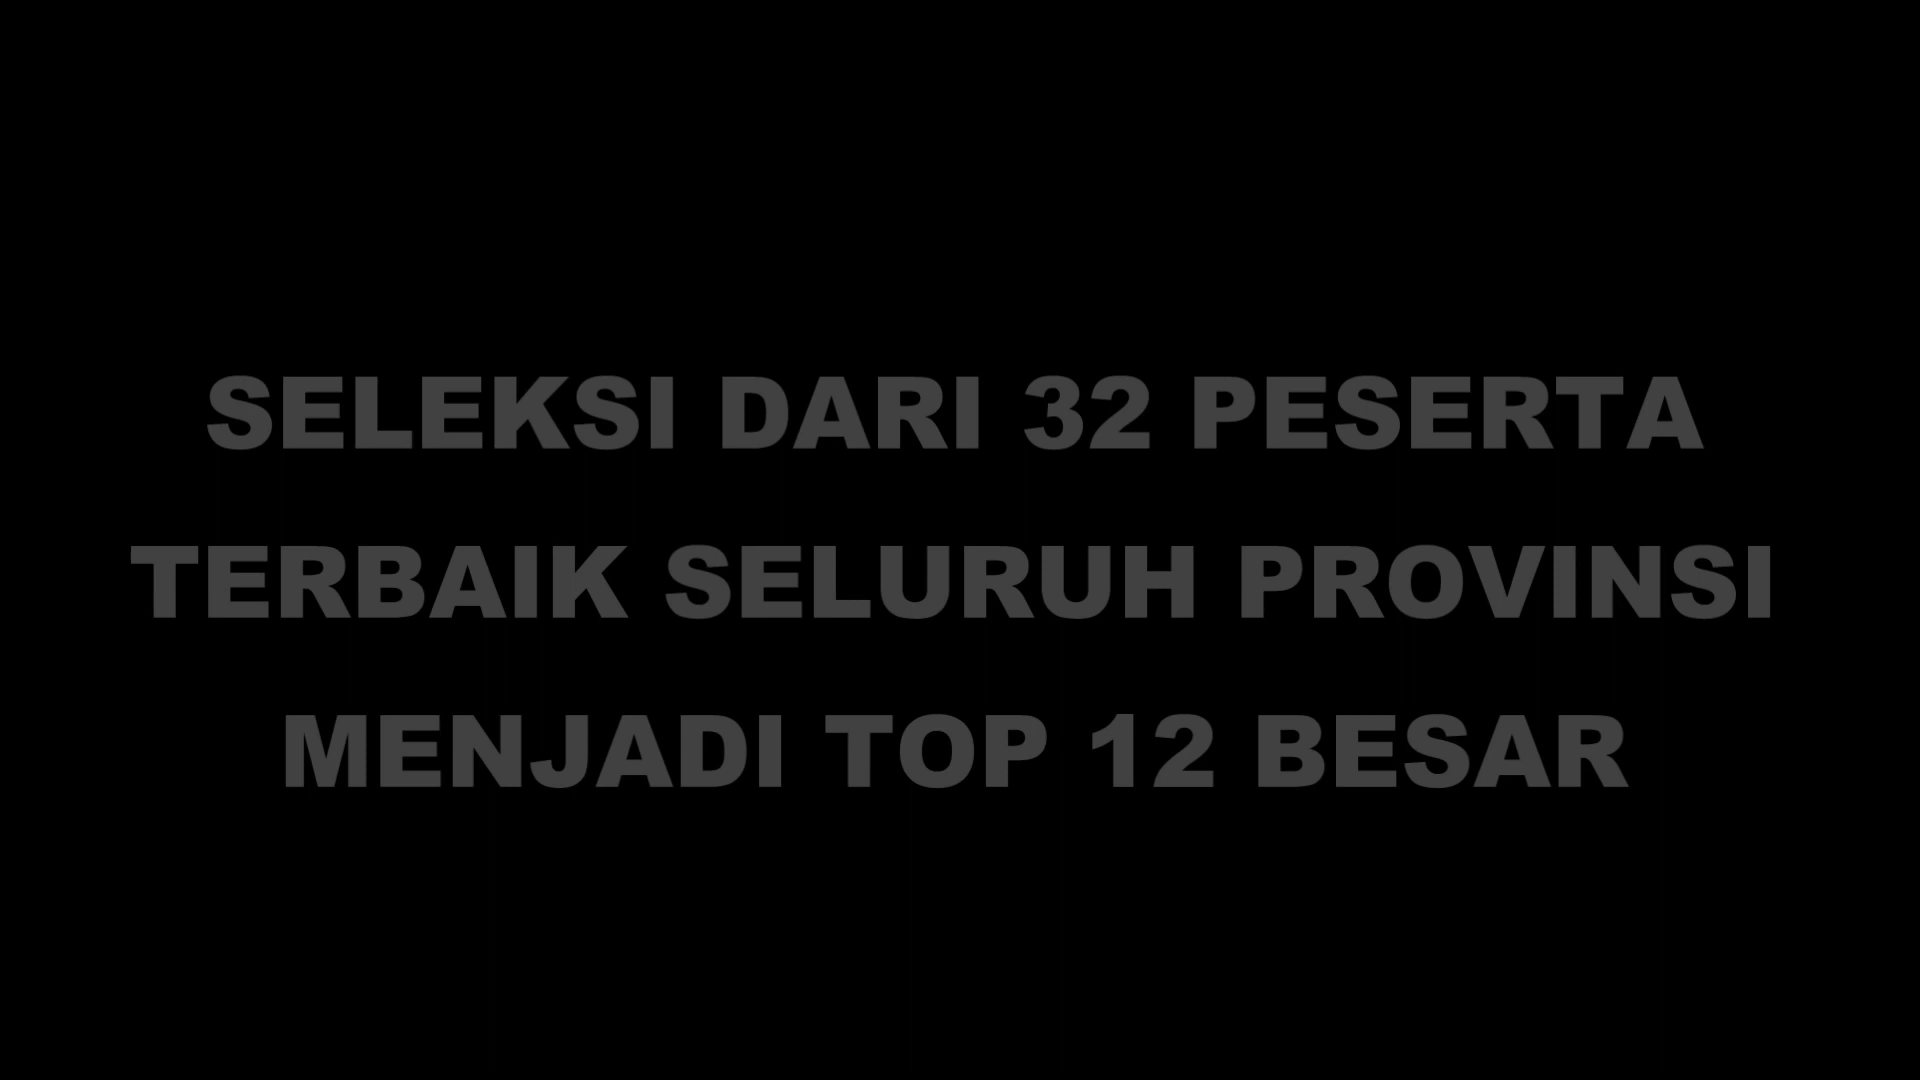 SELEKSI DARI 32 PESERTA
TERBAIK SELURUH PROVINSI
MENJADI TOP 12 BESAR